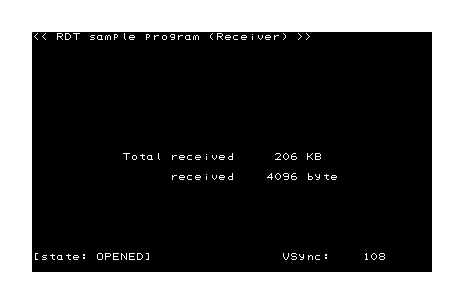 << RDT sample program (Receiver) >>
Total received 206 KB
received 4096 byte
[state: OPENED] VSync: 108